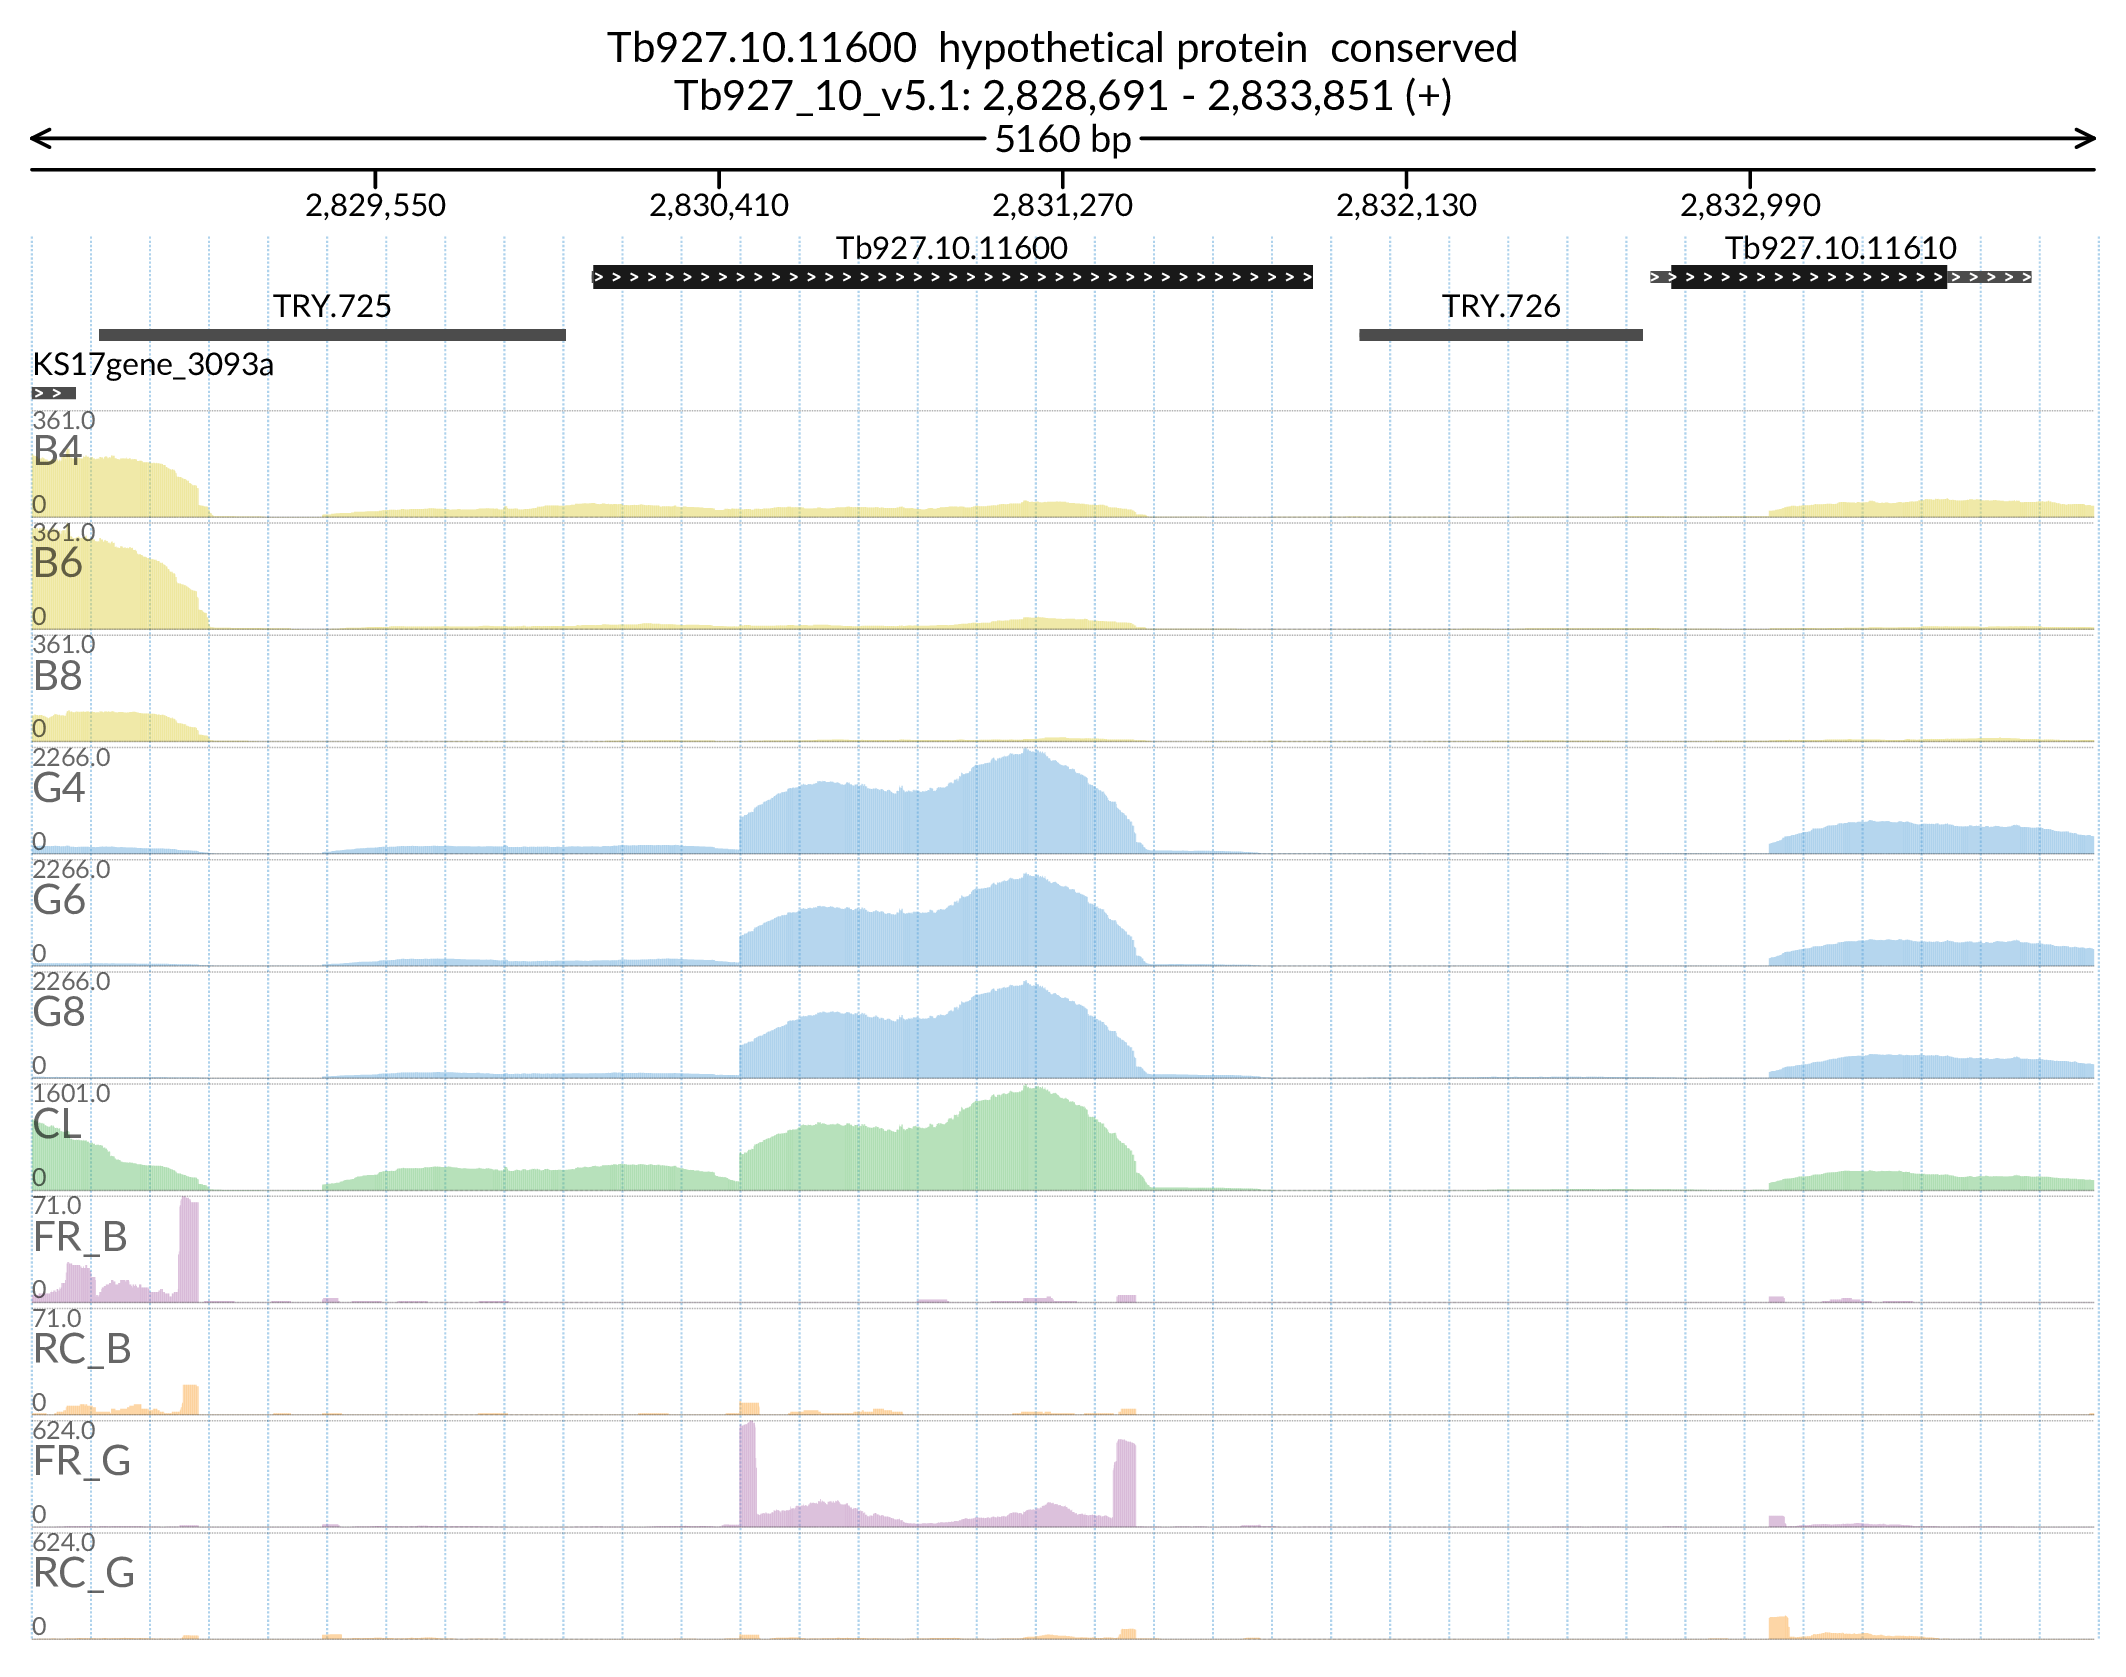 Tb927.10.11600 hypothetical protein conserved
Tb927_10_v5.1: 2,828,691 - 2,833,851 (+)
5160 bp
2,829,550 2,830,410 2,831,270 2,832,130 2,832,990
Tb927.10.11600 Tb927.10.11610
TRY.725 TRY.726
KS17gene_3093a
361.0
B4
0
361.0
B6
0
361.0
B8
0
2266.0
G4
0
2266.0
G6
0
2266.0
G8
0
1601.0
CL
0
71.0
FR_B
0
71.0
RC_B
0
624.0
FR_G
0
624.0
RC_G
0